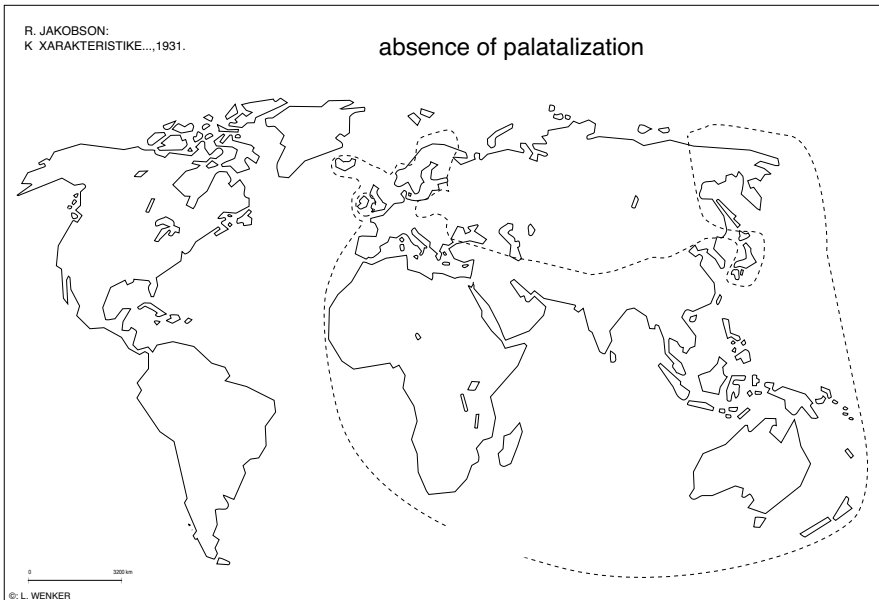 R. JAKOBSON:
K XARAKTERISTIKE...,1931.
absence of palatalization
0 3200 km
©: L. WENKER